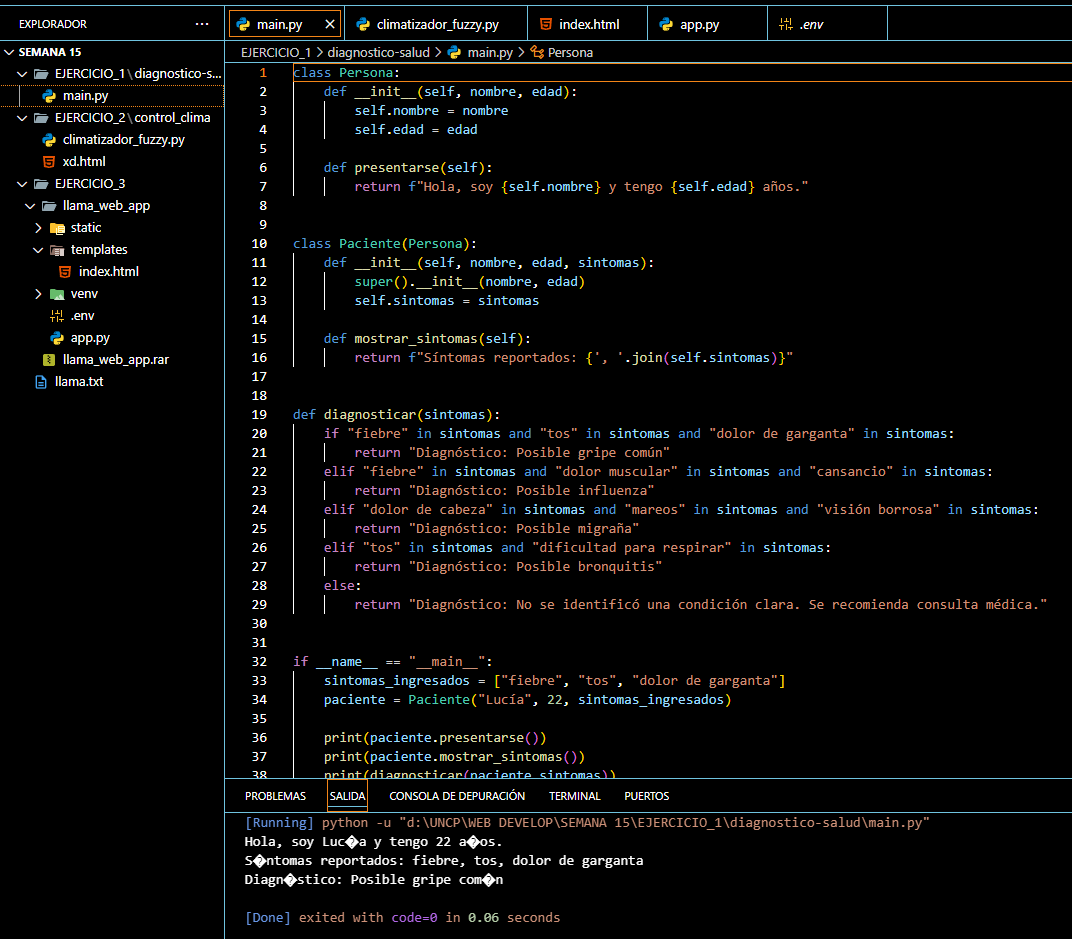 EXPLORADOR ···
SEMANA 15
EJERCICIO_1\diagnostico-s...
main.py
EJERCICIO_2\control_clima
climatizador_fuzzy.py
xd.html
EJERCICIO_3
llama_web_app
static
templates
index.html
venv
.env
app.py
llama_web_app.rar
llama.txt
main.py × climatizador_fuzzy.py index.html app.py .env
EJERCICIO_1 > diagnostico-salud > main.py > Persona
1 class Persona:
2     def __init__(self, nombre, edad):
3         self.nombre = nombre
4         self.edad = edad
5
6     def presentarse(self):
7         return f"Hola, soy {self.nombre} y tengo {self.edad} años."
8
9
10 class Paciente(Persona):
11     def __init__(self, nombre, edad, sintomas):
12         super().__init__(nombre, edad)
13         self.sintomas = sintomas
14
15     def mostrar_sintomas(self):
16         return f"Síntomas reportados: {', '.join(self.sintomas)}"
17
18
19 def diagnosticar(sintomas):
20     if "fiebre" in sintomas and "tos" in sintomas and "dolor de garganta" in sintomas:
21         return "Diagnóstico: Posible gripe común"
22     elif "fiebre" in sintomas and "dolor muscular" in sintomas and "cansancio" in sintomas:
23         return "Diagnóstico: Posible influenza"
24     elif "dolor de cabeza" in sintomas and "mareos" in sintomas and "visión borrosa" in sintomas:
25         return "Diagnóstico: Posible migraña"
26     elif "tos" in sintomas and "dificultad para respirar" in sintomas:
27         return "Diagnóstico: Posible bronquitis"
28     else:
29         return "Diagnóstico: No se identificó una condición clara. Se recomienda consulta médica."
30
31
32 if __name__ == "__main__":
33     sintomas_ingresados = ["fiebre", "tos", "dolor de garganta"]
34     paciente = Paciente("Lucía", 22, sintomas_ingresados)
35
36     print(paciente.presentarse())
37     print(paciente.mostrar_sintomas())
38     print(diagnosticar(paciente.sintomas))
PROBLEMAS SALIDA CONSOLA DE DEPURACIÓN TERMINAL PUERTOS
[Running] python -u "d:\UNCP\WEB DEVELOP\SEMANA 15\EJERCICIO_1\diagnostico-salud\main.py"
Hola, soy Luc�a y tengo 22 a�os.
S�ntomas reportados: fiebre, tos, dolor de garganta
Diagn�stico: Posible gripe com�n
[Done] exited with code=0 in 0.06 seconds